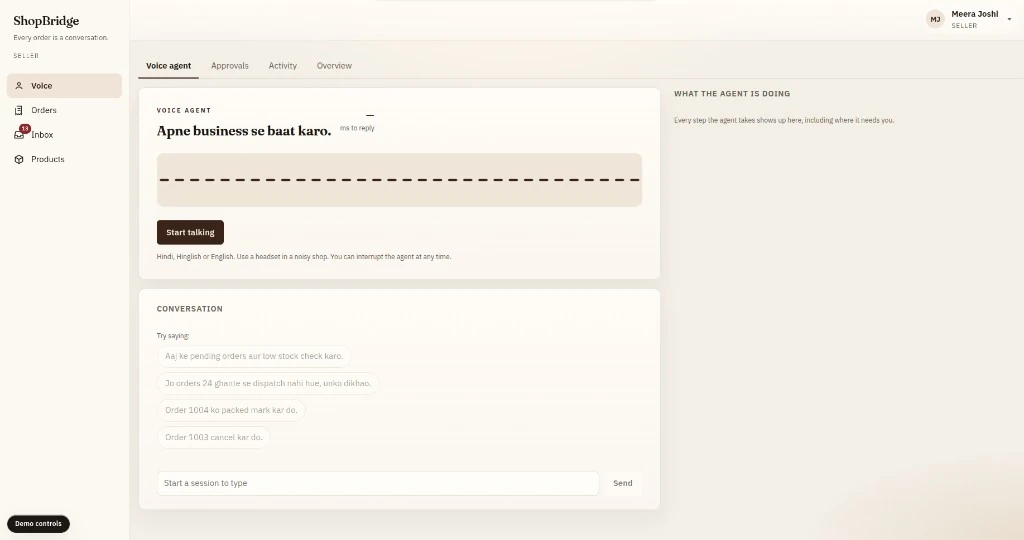 ShopBridge
Every order is a conversation.
SELLER
Voice
Orders
13
Inbox
Products
Demo controls
MJ
Meera Joshi
SELLER
Voice agent
Approvals
Activity
Overview
VOICE AGENT
Apne business se baat karo.
—
ms to reply
Start talking
Hindi, Hinglish or English. Use a headset in a noisy shop. You can interrupt the agent at any time.
CONVERSATION
Try saying:
Aaj ke pending orders aur low stock check karo.
Jo orders 24 ghante se dispatch nahi hue, unko dikhao.
Order 1004 ko packed mark kar do.
Order 1003 cancel kar do.
Start a session to type
Send
WHAT THE AGENT IS DOING
Every step the agent takes shows up here, including where it needs you.